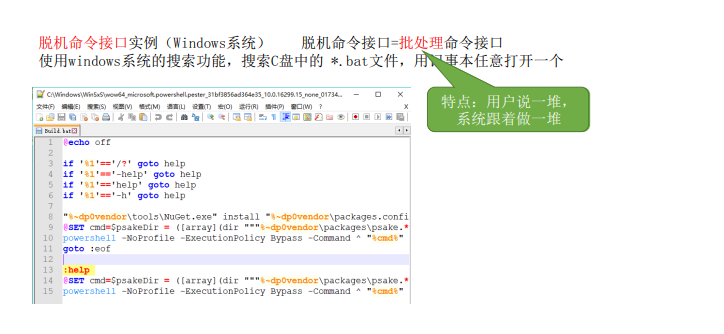 脱机命令接口实例（Windows系统） 脱机命令接口=批处理命令接口
使用windows系统的搜索功能，搜索C盘中的 *.bat文件，用记事本任意打开一个
特点：用户说一堆，
系统跟着做一堆
C:\Windows\WinSxS\wow64_microsoft.powershell.pester_31bf3856ad364e35_10.0.16299.15_none_01734...
文件(F) 编辑(E) 搜索(S) 视图(V) 格式(M) 语言(L) 设置(T) 宏(O) 运行(R) 插件(P) 窗口(W) ? X
Build.bat
1 @echo off
2
3 if '%1'=='/?' goto help
4 if '%1'=='-help' goto help
5 if '%1'=='help' goto help
6 if '%1'=='-h' goto help
7
8 "%~dp0vendor\tools\NuGet.exe" install "%~dp0vendor\packages.confi
9 @SET cmd=$psakeDir = ([array](dir """%~dp0vendor\packages\psake.*
10 powershell -NoProfile -ExecutionPolicy Bypass -Command ^ "%cmd%"
11 goto :eof
12
13 :help
14 @SET cmd=$psakeDir = ([array](dir """%~dp0vendor\packages\psake.*
15 powershell -NoProfile -ExecutionPolicy Bypass -Command ^ "%cmd%"